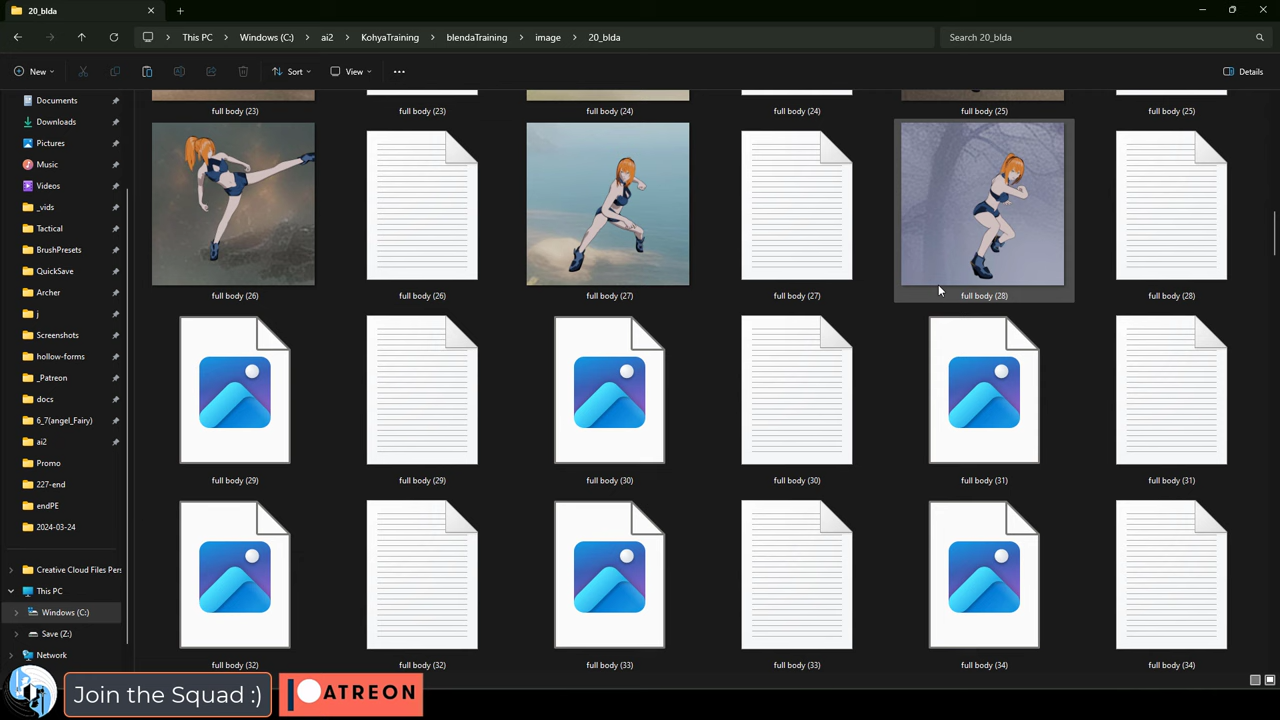 20_blda
This PC > Windows (C:) > ai2 > KohyaTraining > blendaTraining > image > 20_blda
Search 20_blda
New
Sort
View
Details
Documents
Downloads
Pictures
Music
Videos
_vids
Tactical
BrushPresets
QuickSave
Archer
j
Screenshots
hollow-forms
_Patreon
docs
6_7(angel_Fairy)
ai2
Promo
227-end
endPE
2024-03-24
Creative Cloud Files Pers
This PC
Windows (C:)
Save (Z:)
Network
full body (23) full body (23) full body (24) full body (24) full body (25) full body (25)
full body (26) full body (26) full body (27) full body (27) full body (28) full body (28)
full body (29) full body (29) full body (30) full body (30) full body (31) full body (31)
full body (32) full body (32) full body (33) full body (33) full body (34) full body (34)
Join the Squad :)
PATREON